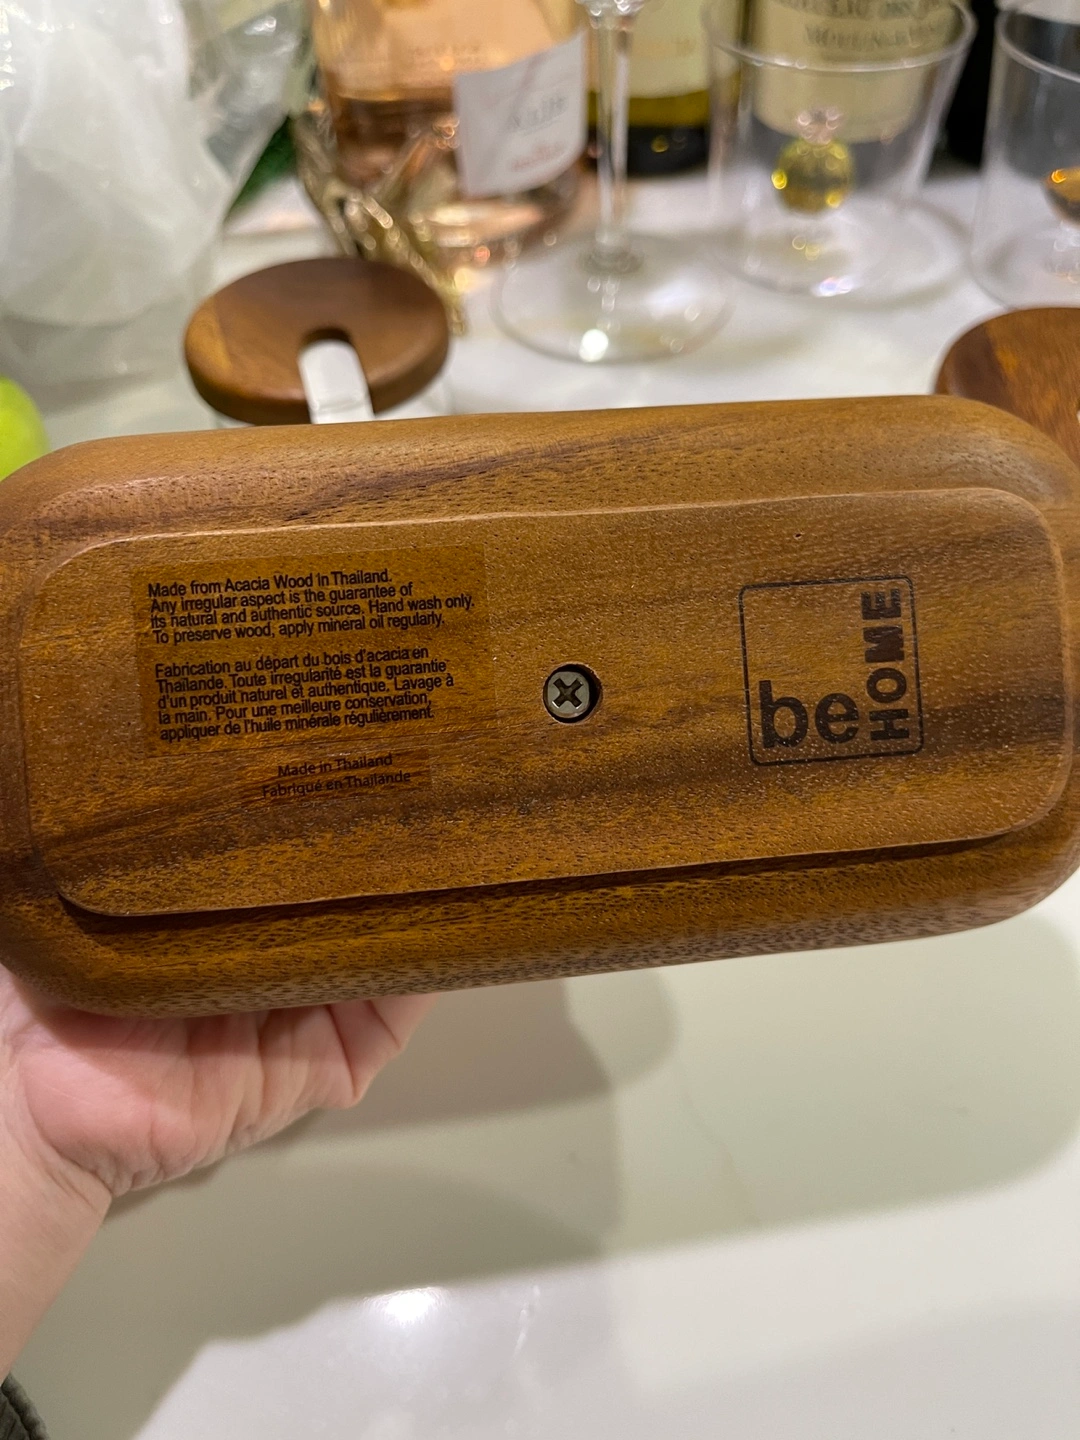 Made from Acacia Wood in Thailand.
Any irregular aspect is the guarantee of
its natural and authentic source. Hand wash only.
To preserve wood, apply mineral oil regularly.
Fabrication au départ du bois d'acacia en
Thaïlande. Toute irregularité est la guarantie
d'un produit naturel et authentique. Lavage à
la main. Pour une meilleure conservation,
appliquer de l'huile minérale régulièrement.
Made in Thailand
Fabriqué en Thaïlande
be HOME